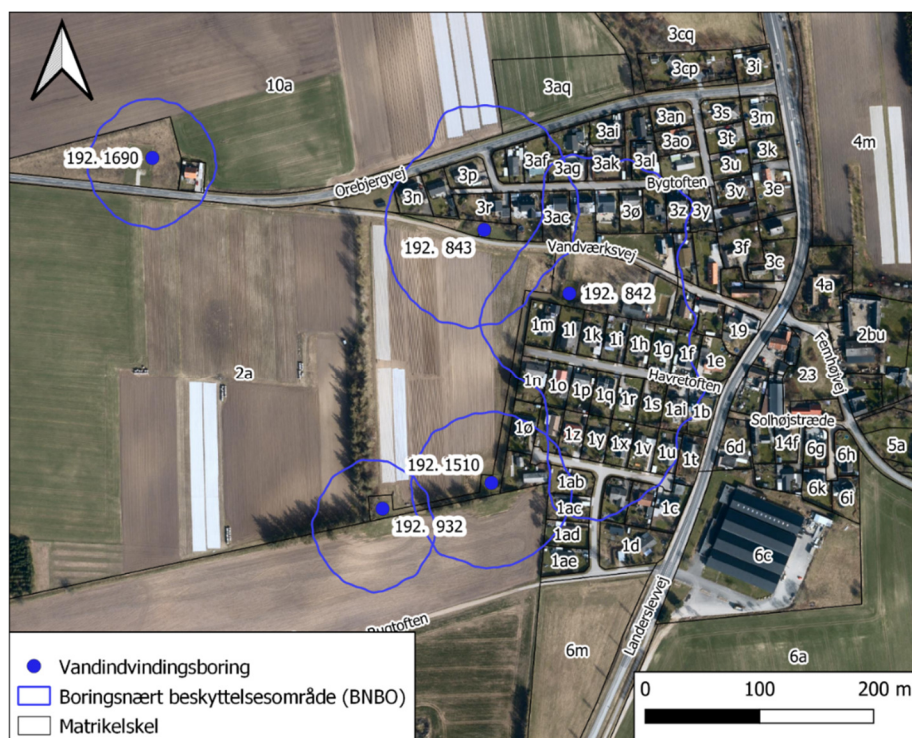 3cq
3cp
3i
10a
3aq
3an
3s
3m
3ai
3ao
3t
4m
192. 1690
3af
3ag
3ak
3al
3u
3k
Orebjergvej
3p
Bygtoften
3v
3e
3n
3r
3ac
3ø
3z
3y
192. 843
Vandværksvej
3f
3c
192. 842
4a
1m
1l
1k
1i
1h
1g
1f
19
2bu
1e
Fernhøjvej
2a
1n
1o
1p
1q
1r
Havretoften
23
1s
1ai
1b
Solhøjstræde
1ø
1z
1y
1x
1v
1u
1t
6d
14f
6g
6h
5a
192. 1510
1ab
6k
6i
192. 932
1ac
1c
1ad
1ae
1d
6c
Landerslevvej
Bygtoften
6m
6a
Vandindvindingsboring
Boringsnært beskyttelsesområde (BNBO)
Matrikelskel
0 100 200 m